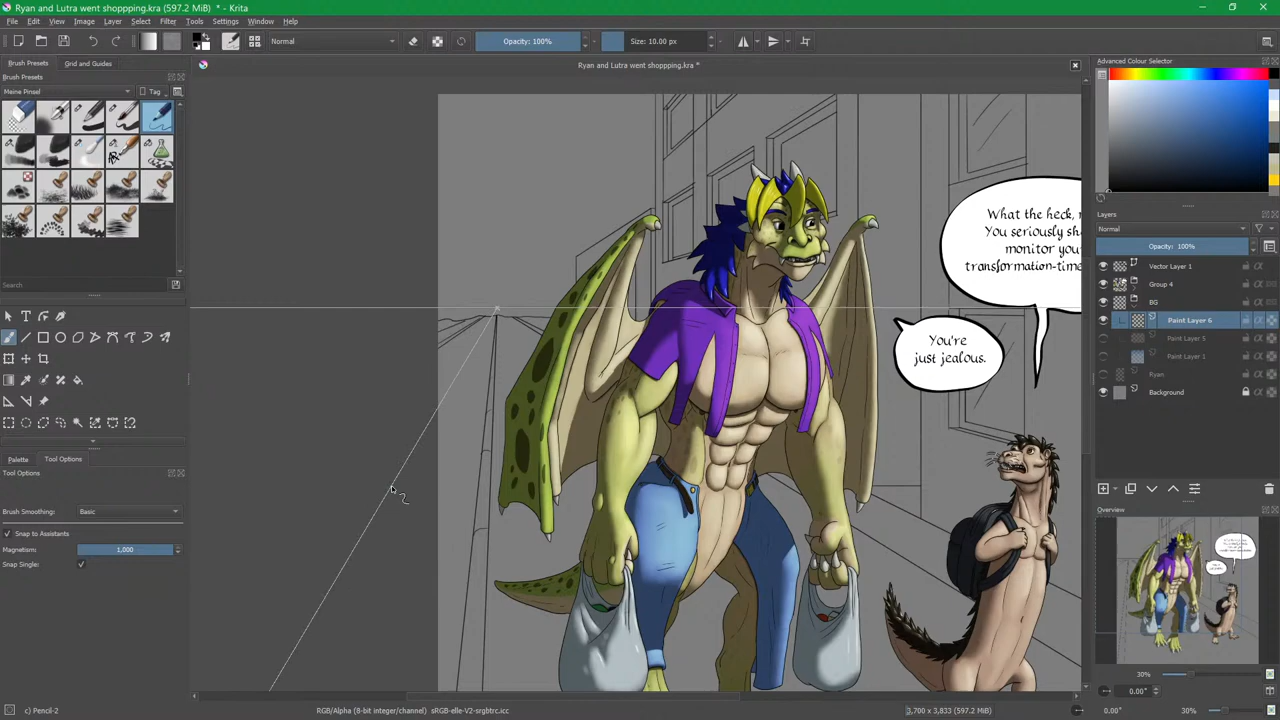 Ryan and Lutra went shoppping.kra (597.2 MiB) * - Krita
File Edit View Image Layer Select Filter Tools Settings Window Help
Normal
Opacity: 100%
Size: 10.00 px
Brush Presets
Grid and Guides
Ryan and Lutra went shoppping.kra *
Advanced Colour Selector
Brush Presets
Meine Pinsel
Tag
Search
Palette
Tool Options
Tool Options
Brush Smoothing: Basic
Snap to Assistants
Magnetism: 1,000
Snap Single:
What the heck,
You seriously
monitor
transformation-
You're
just jealous.
Layers
Normal
Opacity: 100%
Vector Layer 1
Group 4
BG
Paint Layer 6
Paint Layer 5
Paint Layer 1
Ryan
Background
Overview
30%
0.00°
c) Pencil-2
RGB/Alpha (8-bit integer/channel) sRGB-elle-V2-srgbtrc.icc
3,700 x 3,833 (597.2 MiB)
0.00°
30%